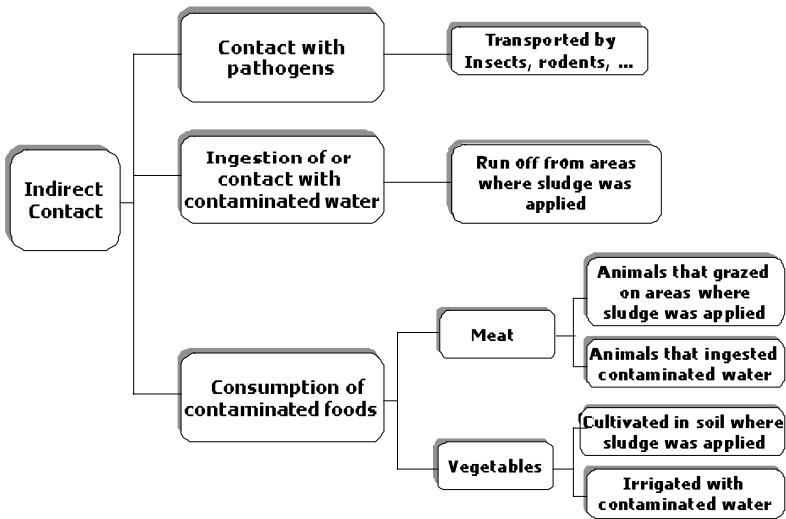 Contact with
pathogens
Transported by
Insects, rodents, ...
Indirect
Contact
Ingestion of or
contact with
contaminated water
Run off from areas
where sludge was
applied
Consumption of
contaminated foods
Meat
Animals that grazed
on areas where
sludge was applied
Animals that ingested
contaminated water
Vegetables
Cultivated in soil where
sludge was applied
Irrigated with
contaminated water